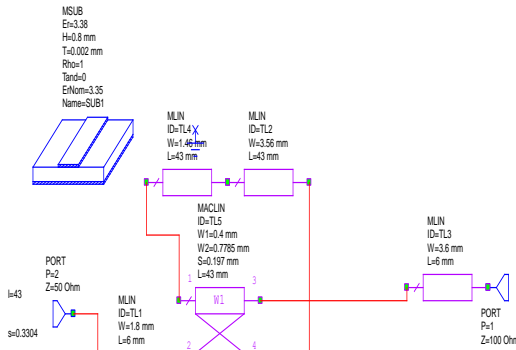 MSUB
Er=3.38
H=0.8 mm
T=0.002 mm
Rho=1
Tand=0
ErNom=3.35
Name=SUB1
MLIN
ID=TL4
W=1.46 mm
L=43 mm
MLIN
ID=TL2
W=3.56 mm
L=43 mm
MACLIN
ID=TL5
W1=0.4 mm
W2=0.7785 mm
S=0.197 mm
L=43 mm
MLIN
ID=TL3
W=3.6 mm
L=6 mm
1
3
W1
2
4
PORT
P=2
Z=50 Ohm
l=43
s=0.3304
MLIN
ID=TL1
W=1.8 mm
L=6 mm
PORT
P=1
Z=100 Ohm